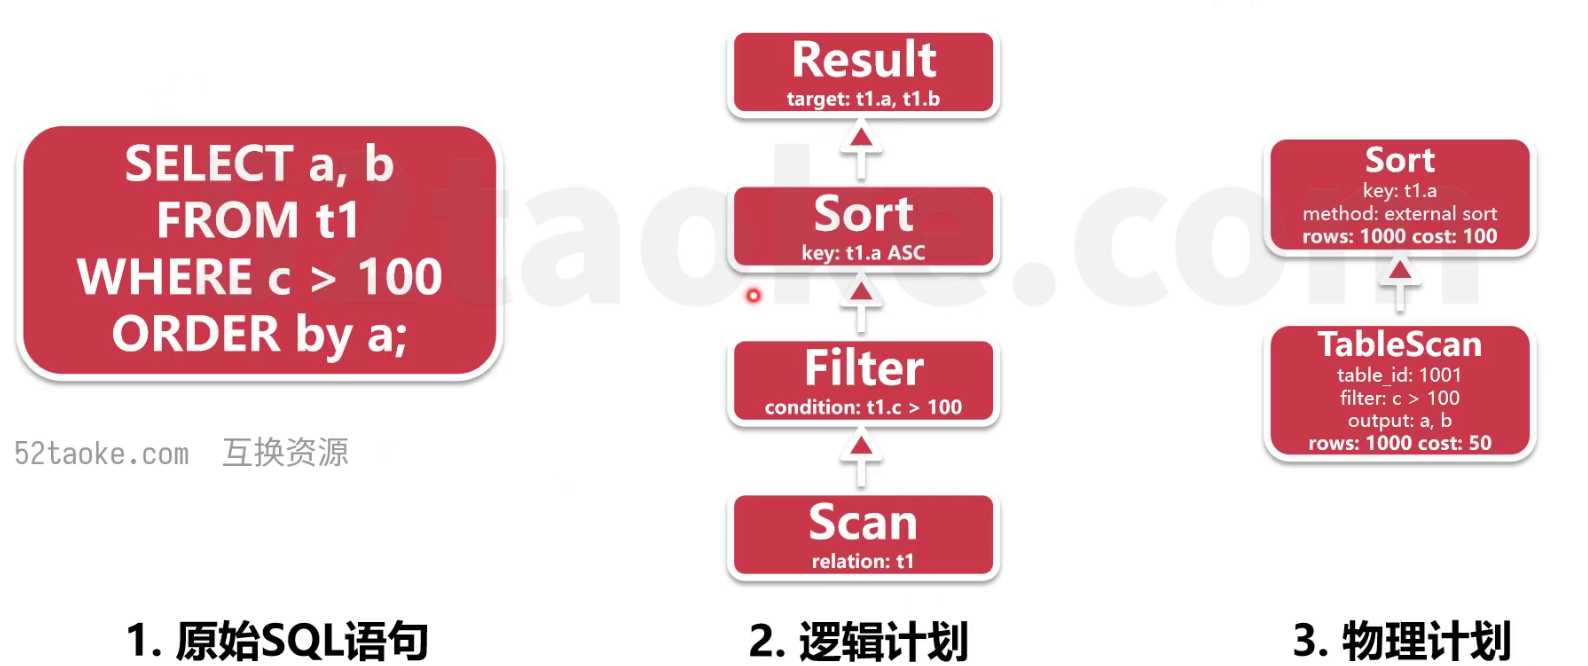 SELECT a, b
FROM t1
WHERE c > 100
ORDER by a;
52taoke.com 互换资源
1. 原始SQL语句
Result
target: t1.a, t1.b
Sort
key: t1.a ASC
Filter
condition: t1.c > 100
Scan
relation: t1
2. 逻辑计划
Sort
key: t1.a
method: external sort
rows: 1000 cost: 100
TableScan
table_id: 1001
filter: c > 100
output: a, b
rows: 1000 cost: 50
3. 物理计划
52taoke.com